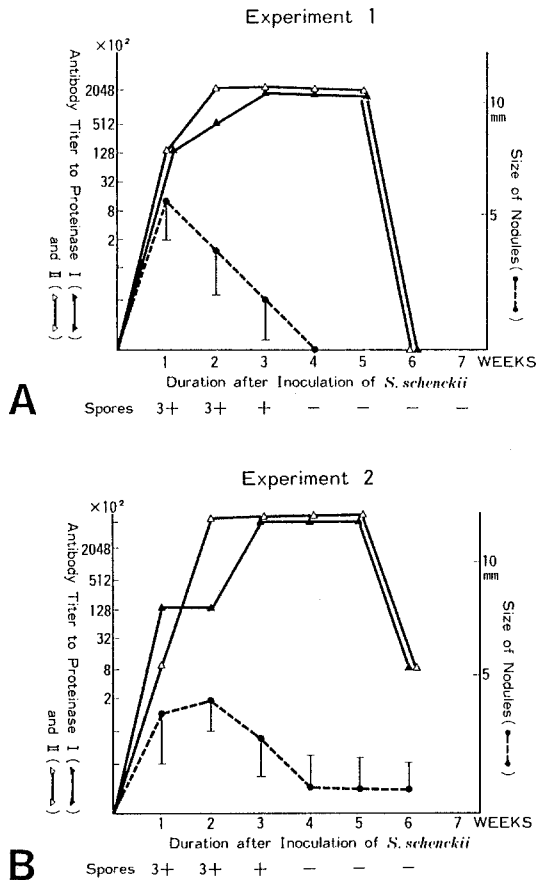 Experiment 1
×10²
2048
512
128
32
8
2
Antibody Titer to Proteinase I (▲—▲)
and II (△—△)
10
mm
5
Size of Nodules (●--●)
1 2 3 4 5 6 7 WEEKS
Duration after Inoculation of S. schenckii
A
Spores 3+ 3+ + − − − −
Experiment 2
×10²
2048
512
128
32
8
2
Antibody Titer to Proteinase I (▲—▲)
and II (△—△)
10
mm
5
Size of Nodules (●--●)
1 2 3 4 5 6 7 WEEKS
Duration after Inoculation of S. schenckii
B
Spores 3+ 3+ + − − −